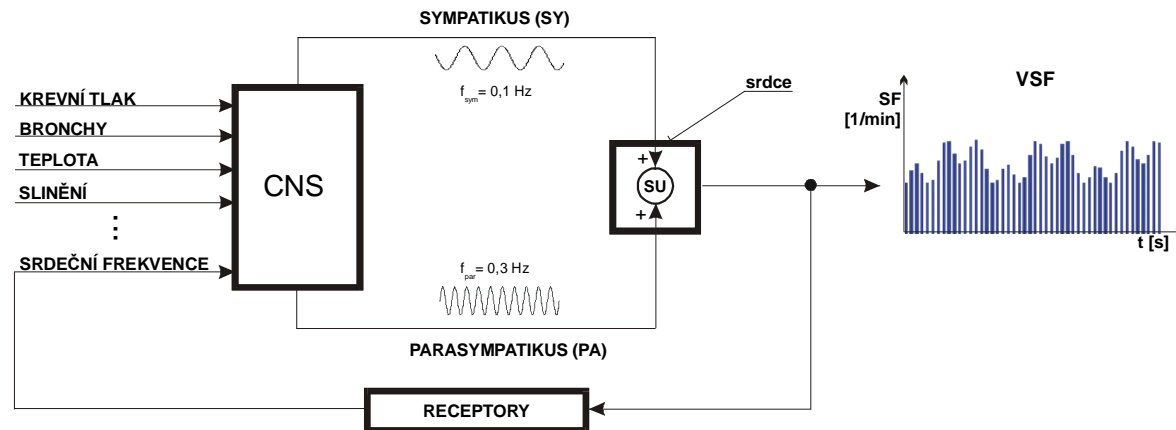 SYMPATIKUS (SY)
f_sym = 0,1 Hz
srdce
VSF
SF
[1/min]
KREVNÍ TLAK
BRONCHY
TEPLOTA
SLINĚNÍ
⋮
SRDEČNÍ FREKVENCE
CNS
+
SU
+
t [s]
f_par = 0,3 Hz
PARASYMPATIKUS (PA)
RECEPTORY